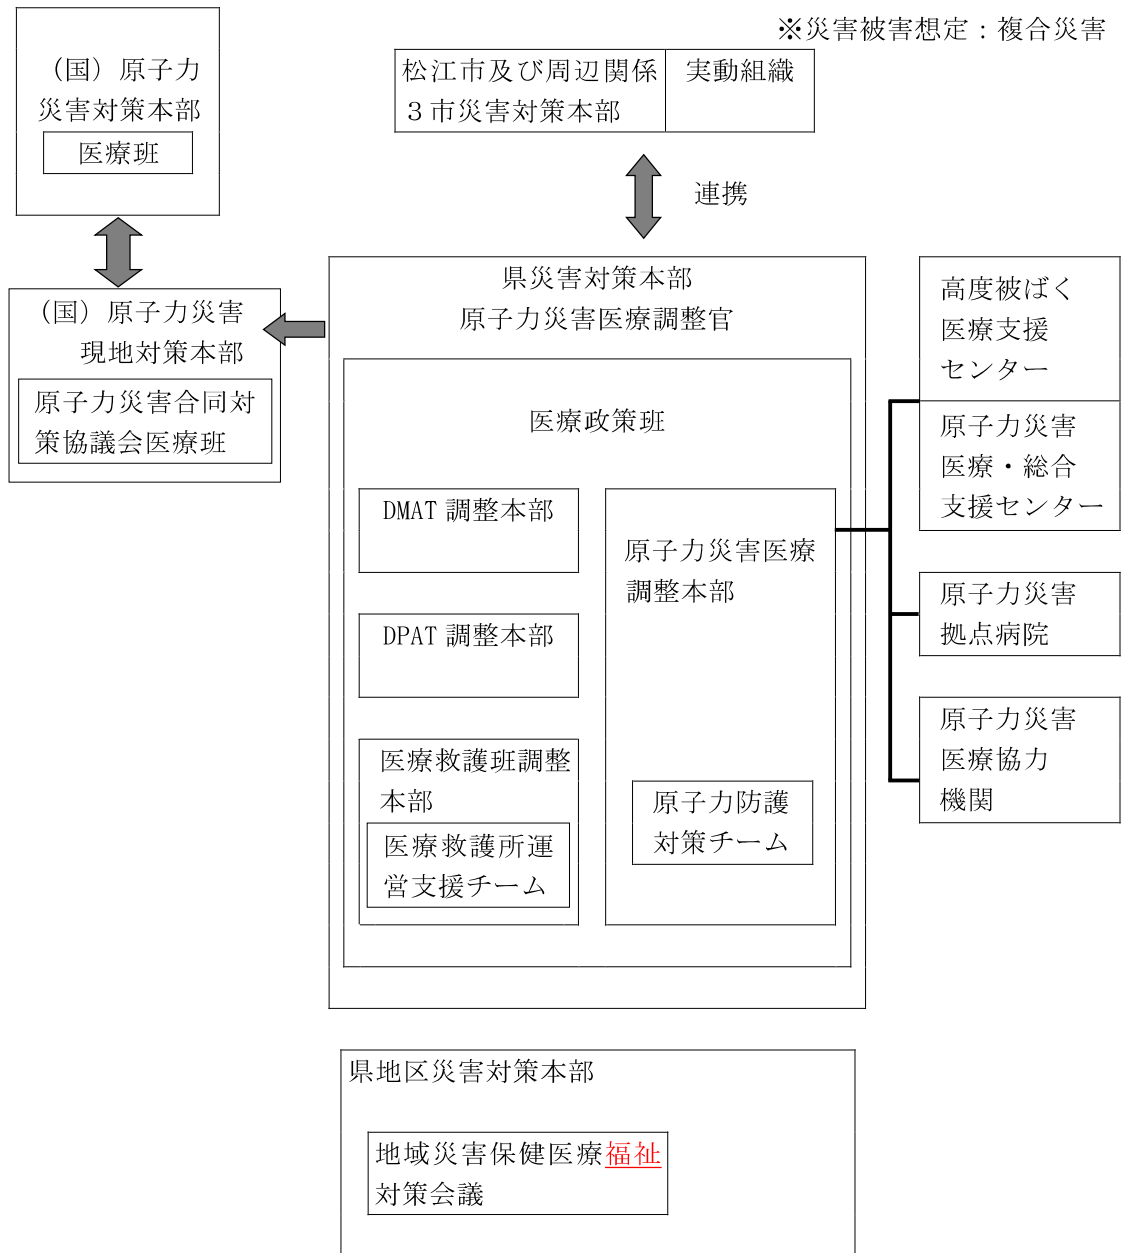 ※災害被害想定：複合災害
（国）原子力
災害対策本部
医療班
松江市及び周辺関係
３市災害対策本部
実動組織
連携
（国）原子力災害
現地対策本部
原子力災害合同対
策協議会医療班
県災害対策本部
原子力災害医療調整官
医療政策班
DMAT 調整本部
DPAT 調整本部
医療救護班調整
本部
医療救護所運
営支援チーム
原子力災害医療
調整本部
原子力防護
対策チーム
高度被ばく
医療支援
センター
原子力災害
医療・総合
支援センター
原子力災害
拠点病院
原子力災害
医療協力
機関
県地区災害対策本部
地域災害保健医療福祉
対策会議